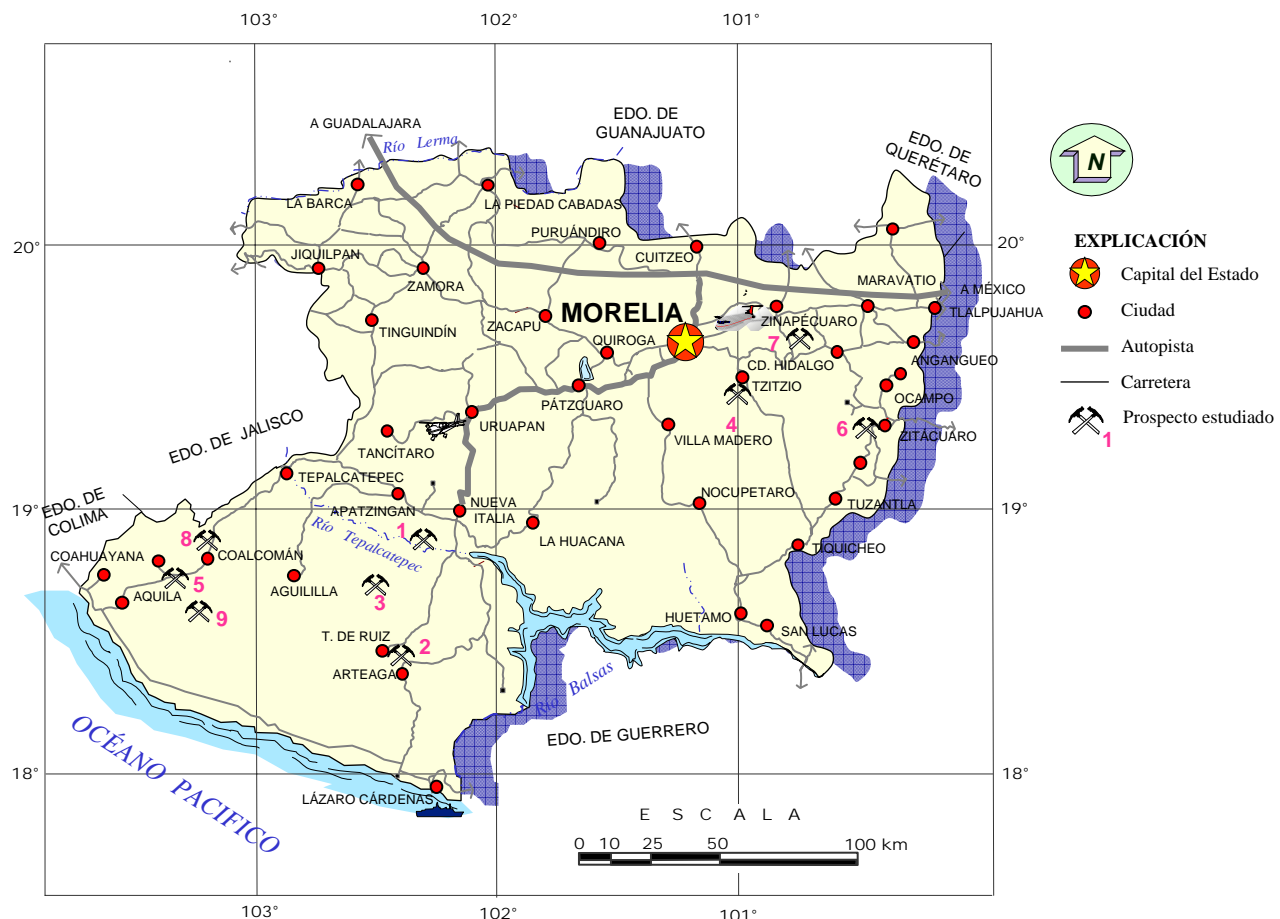 103°
102°
101°
A GUADALAJARA
Río Lerma
EDO. DE
GUANAJUATO
EDO. DE
QUERÉTARO
N
LA BARCA
LA PIEDAD CABADAS
PURUÁNDIRO
CUITZEO
20°
20°
JIQUILPAN
ZAMORA
MARAVATIO
A MÉXICO
TLALPUJAHUA
EXPLICACIÓN
Capital del Estado
Ciudad
Autopista
Carretera
Prospecto estudiado
1
TINGUINDÍN
ZACAPU
MORELIA
ZINAPÉCUARO
7
QUIROGA
ANGANGUEO
CD. HIDALGO
TZITZIO
4
OCAMPO
PÁTZCUARO
URUAPAN
VILLA MADERO
6
ZITÁCUARO
EDO. DE JALISCO
TANCÍTARO
TEPALCATEPEC
NOCUPETARO
TUZANTLA
EDO. DE
COLIMA
19°
19°
APATZINGAN
NUEVA
ITALIA
1
Río Tepalcatepec
LA HUACANA
TIQUICHEO
8
COAHUAYANA
COALCOMÁN
5
AQUILA
9
AGUILILLA
3
HUETAMO
SAN LUCAS
T. DE RUIZ
2
ARTEAGA
Río Balsas
EDO. DE GUERRERO
OCÉANO PACIFICO
18°
18°
LÁZARO CÁRDENAS
E S C A L A
0 10 25 50 100 km
103°
102°
101°